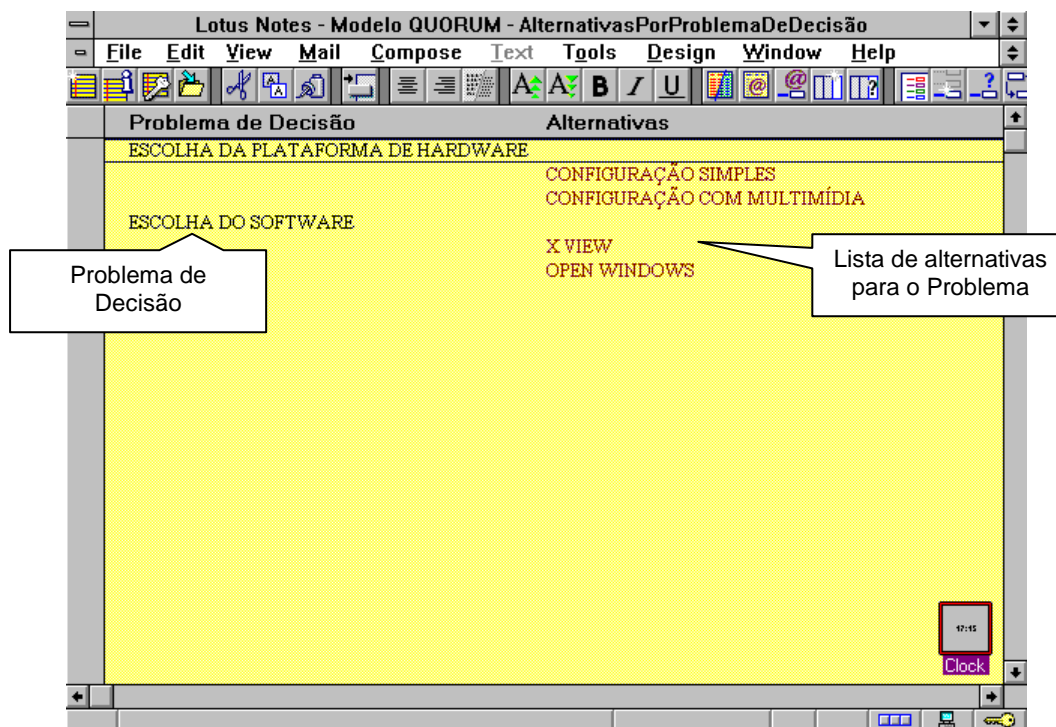 Lotus Notes - Modelo QUORUM - AlternativasPorProblemaDeDecisão
File Edit View Mail Compose Text Tools Design Window Help
Problema de Decisão Alternativas
ESCOLHA DA PLATAFORMA DE HARDWARE
CONFIGURAÇÃO SIMPLES
CONFIGURAÇÃO COM MULTIMÍDIA
ESCOLHA DO SOFTWARE
X VIEW
OPEN WINDOWS
Problema de
Decisão
Lista de alternativas
para o Problema
17:15
Clock